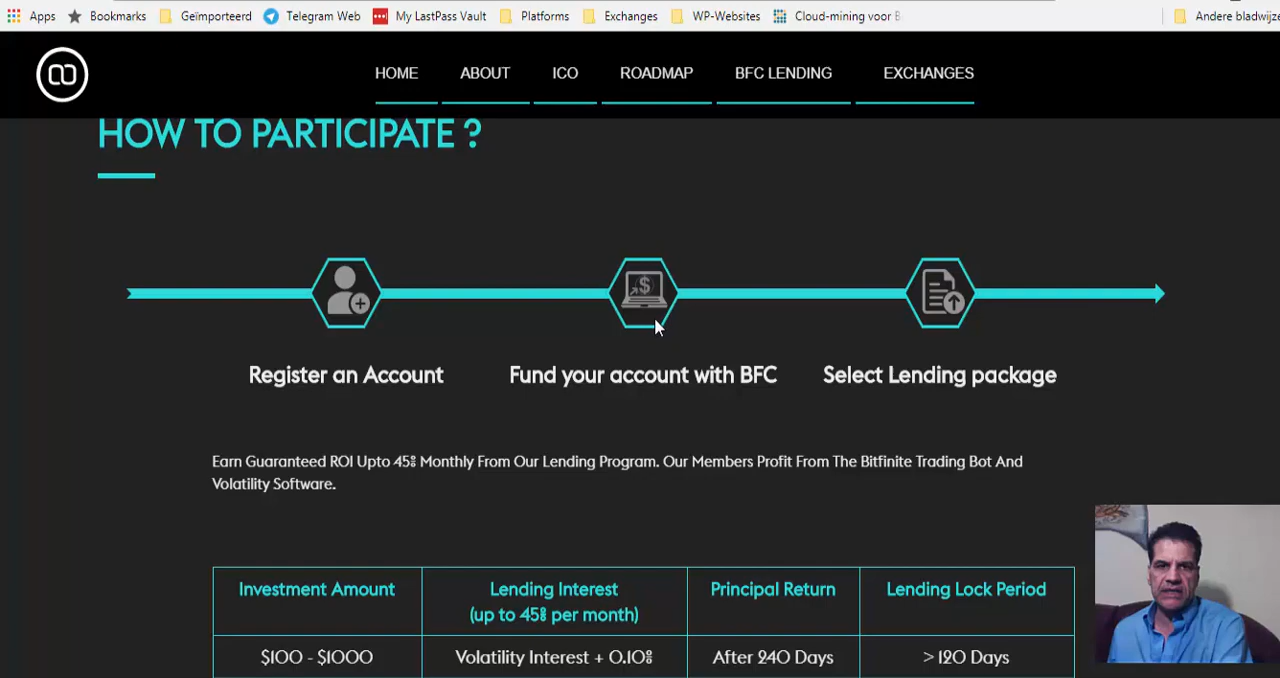 Apps Bookmarks Geïmporteerd Telegram Web My LastPass Vault Platforms Exchanges WP-Websites Cloud-mining voor B Andere bladwijze
HOME ABOUT ICO ROADMAP BFC LENDING EXCHANGES
HOW TO PARTICIPATE ?
Register an Account Fund your account with BFC Select Lending package
Earn Guaranteed ROI Upto 45% Monthly From Our Lending Program. Our Members Profit From The Bitfinite Trading Bot And
Volatility Software.
Investment Amount Lending Interest Principal Return Lending Lock Period
(up to 45% per month)
$100 - $1000 Volatility Interest + 0.10% After 240 Days > 120 Days